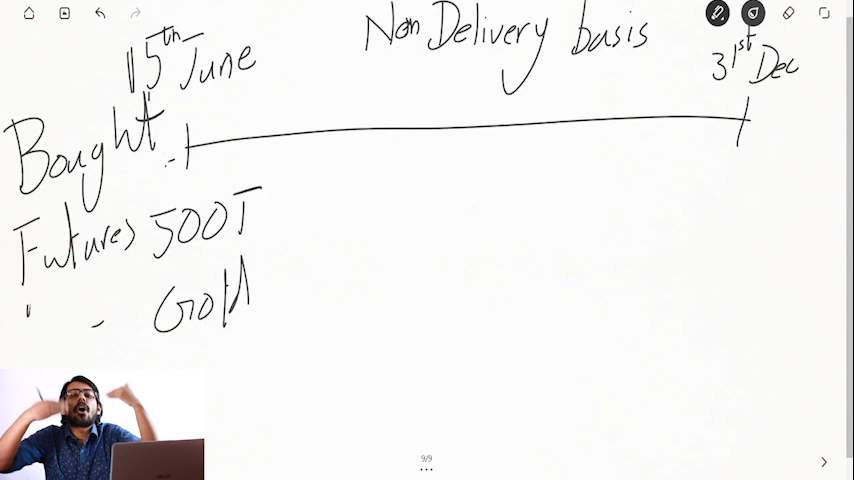 Non Delivery basis
15th June
31st Dec
Bought
Futures 500T
" - Gold
9/9